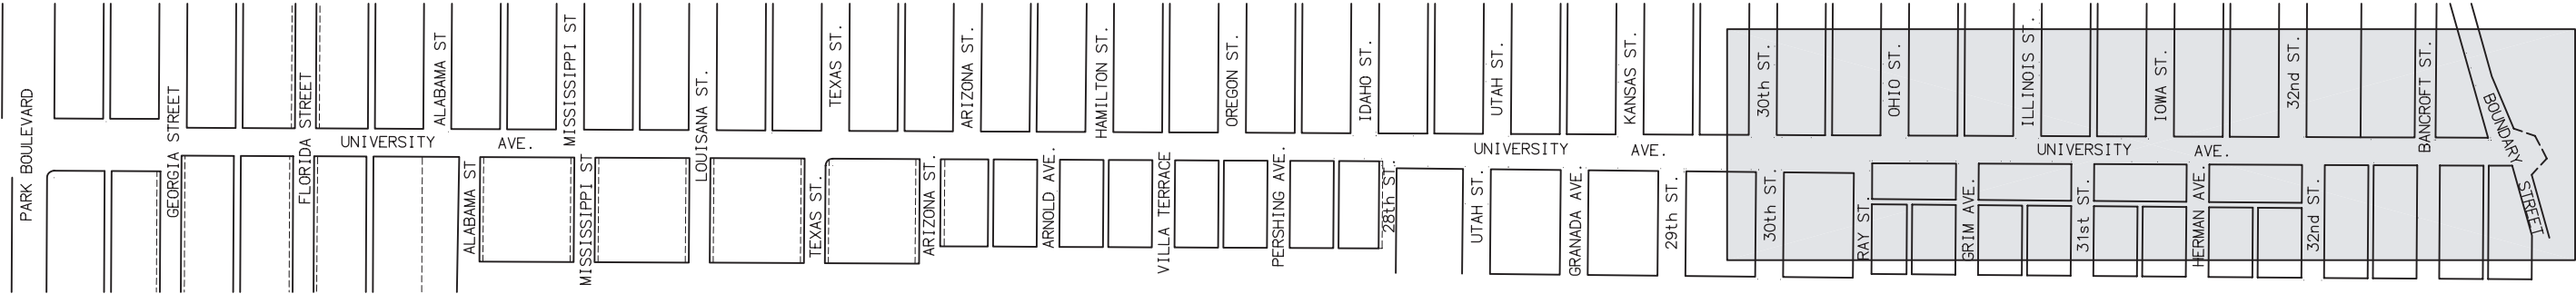 PARK BOULEVARD
GEORGIA STREET
FLORIDA STREET
ALABAMA ST
MISSISSIPPI ST
LOUISANA ST.
TEXAS ST.
ARIZONA ST.
HAMILTON ST.
OREGON ST.
IDAHO ST.
UTAH ST.
KANSAS ST.
30th ST.
OHIO ST.
ILLINOIS ST.
IOWA ST.
32nd ST.
BANCROFT ST.
BOUNDARY
STREET
UNIVERSITY AVE.
UNIVERSITY AVE.
UNIVERSITY AVE.
ALABAMA ST
MISSISSIPPI ST
TEXAS ST.
ARIZONA ST.
ARNOLD AVE.
VILLA TERRACE
PERSHING AVE.
28th ST.
UTAH ST.
GRANADA AVE.
29th ST.
30th ST.
RAY ST.
GRIM AVE.
31st ST.
HERMAN AVE.
32nd ST.